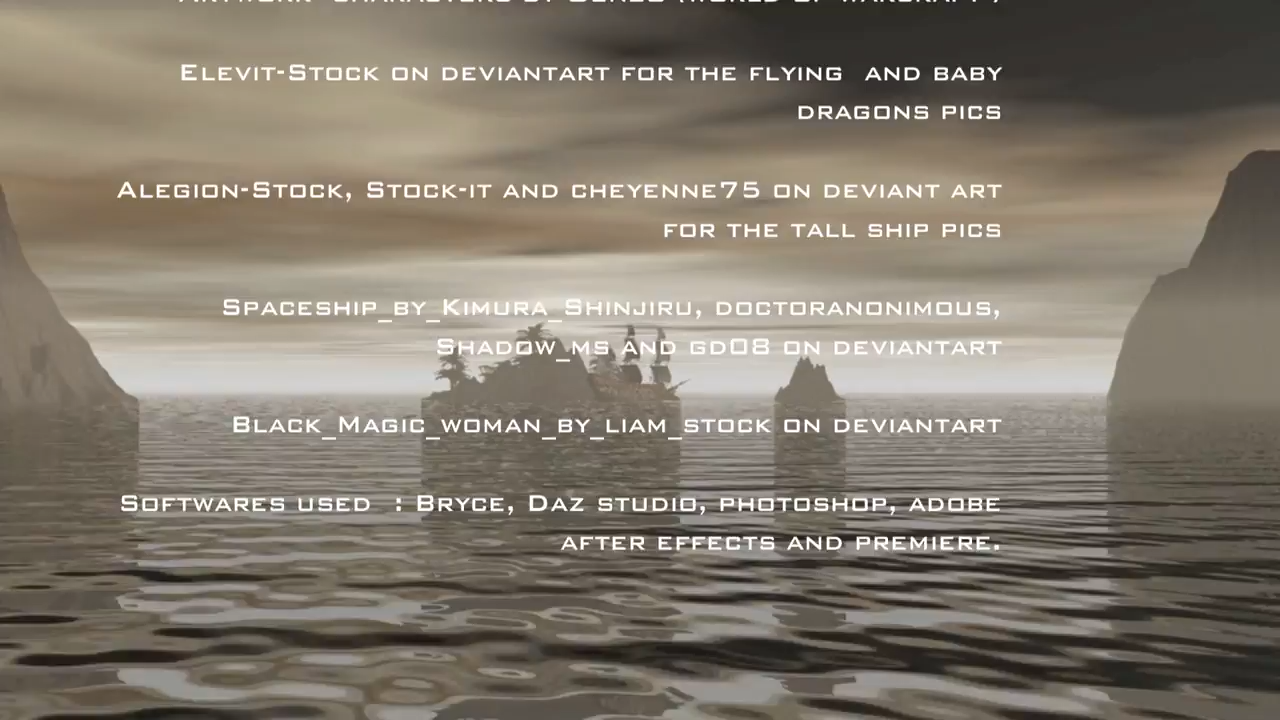 Elevit-Stock on deviantart for the flying and baby
dragons pics
Alegion-Stock, Stock-it and cheyenne75 on deviant art
for the tall ship pics
Spaceship_by_Kimura_Shinjiru, doctoranonimous,
Shadow_ms and gd08 on deviantart
Black_Magic_woman_by_liam_stock on deviantart
Softwares used : Bryce, Daz studio, photoshop, adobe
after effects and premiere.